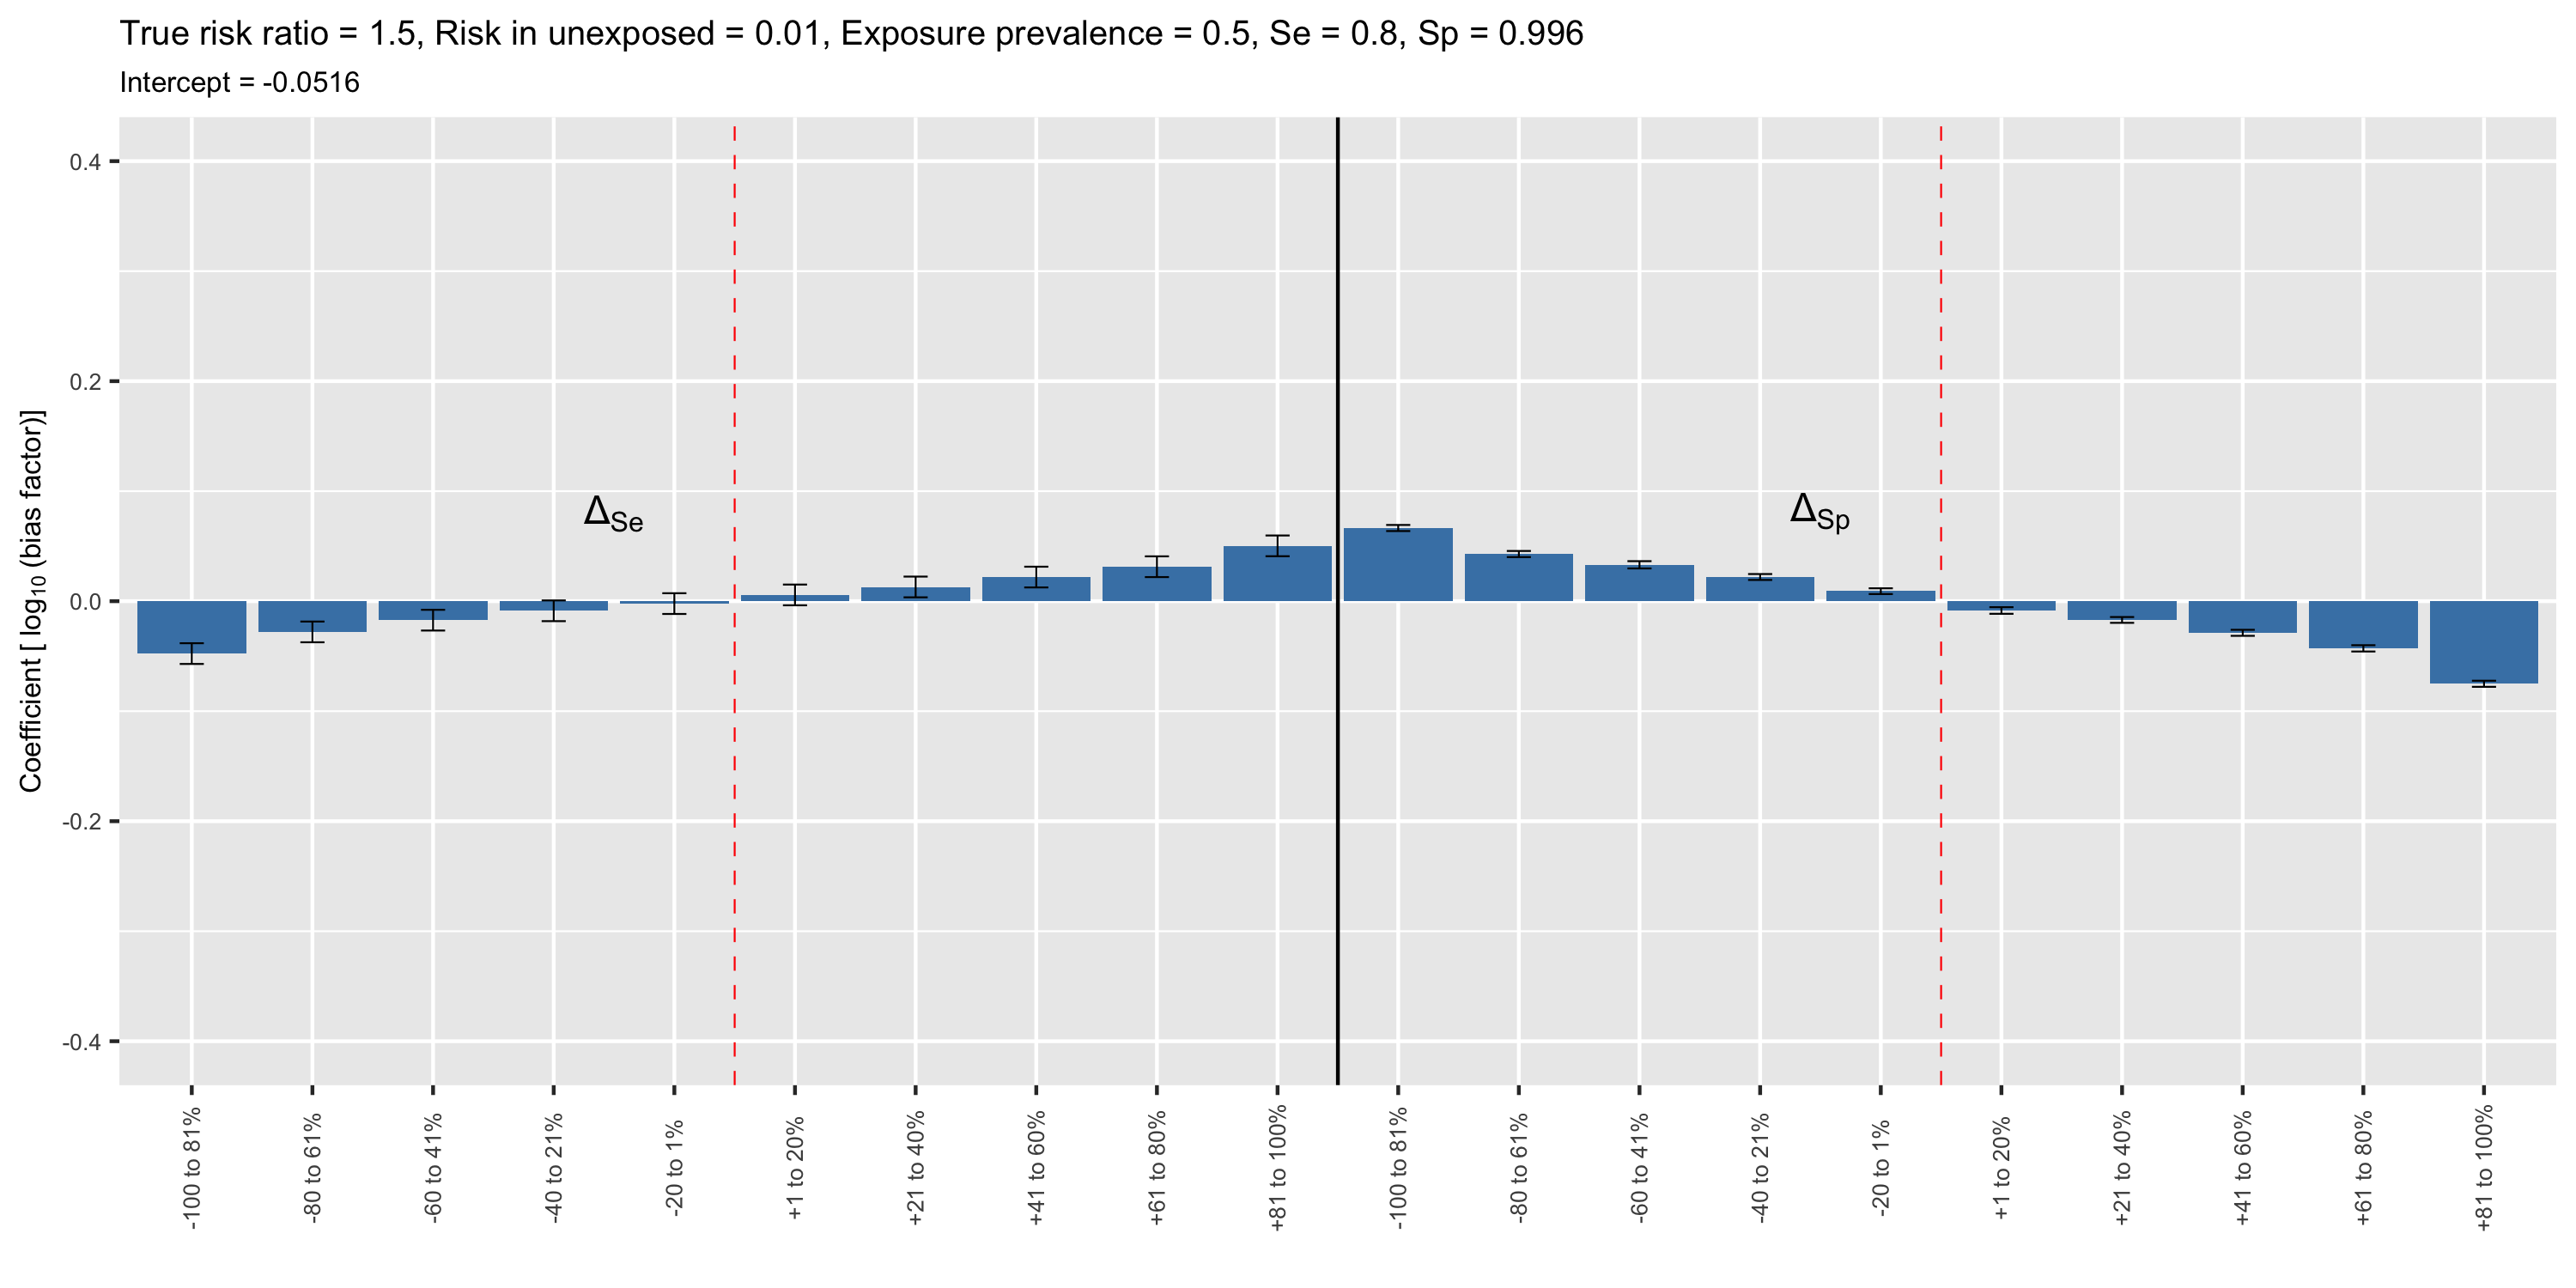 True risk ratio = 1.5, Risk in unexposed = 0.01, Exposure prevalence = 0.5, Se = 0.8, Sp = 0.996
Intercept = -0.0516
Coefficient [ log10 (bias factor)]
0.4
0.2
0.0
-0.2
-0.4
ΔSe
ΔSp
-100 to 81%
-80 to 61%
-60 to 41%
-40 to 21%
-20 to 1%
+1 to 20%
+21 to 40%
+41 to 60%
+61 to 80%
+81 to 100%
-100 to 81%
-80 to 61%
-60 to 41%
-40 to 21%
-20 to 1%
+1 to 20%
+21 to 40%
+41 to 60%
+61 to 80%
+81 to 100%